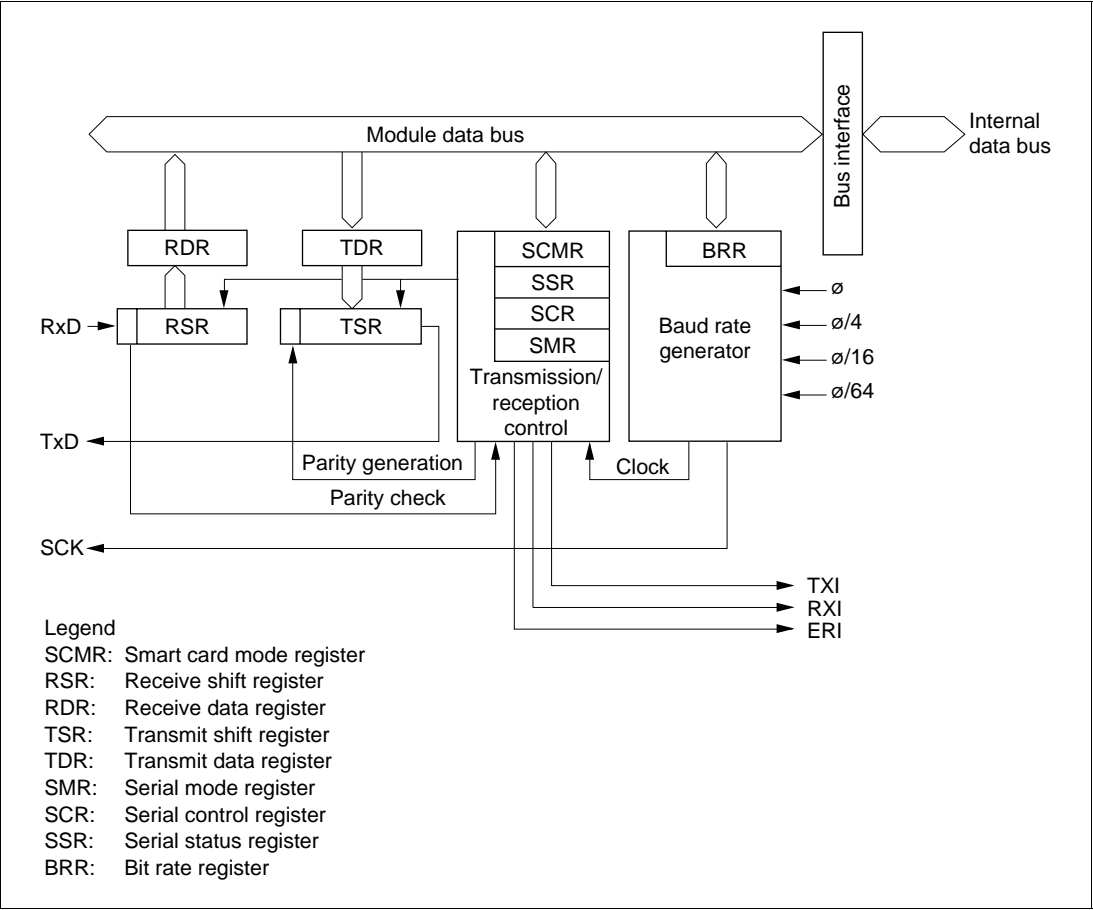 Module data bus
Bus interface
Internal
data bus
RDR
TDR
SCMR
SSR
SCR
SMR
Transmission/
reception
control
BRR
Baud rate
generator
ø
ø/4
ø/16
ø/64
RxD
RSR
TSR
TxD
Parity generation
Parity check
Clock
SCK
TXI
RXI
ERI
Legend
SCMR: Smart card mode register
RSR: Receive shift register
RDR: Receive data register
TSR: Transmit shift register
TDR: Transmit data register
SMR: Serial mode register
SCR: Serial control register
SSR: Serial status register
BRR: Bit rate register